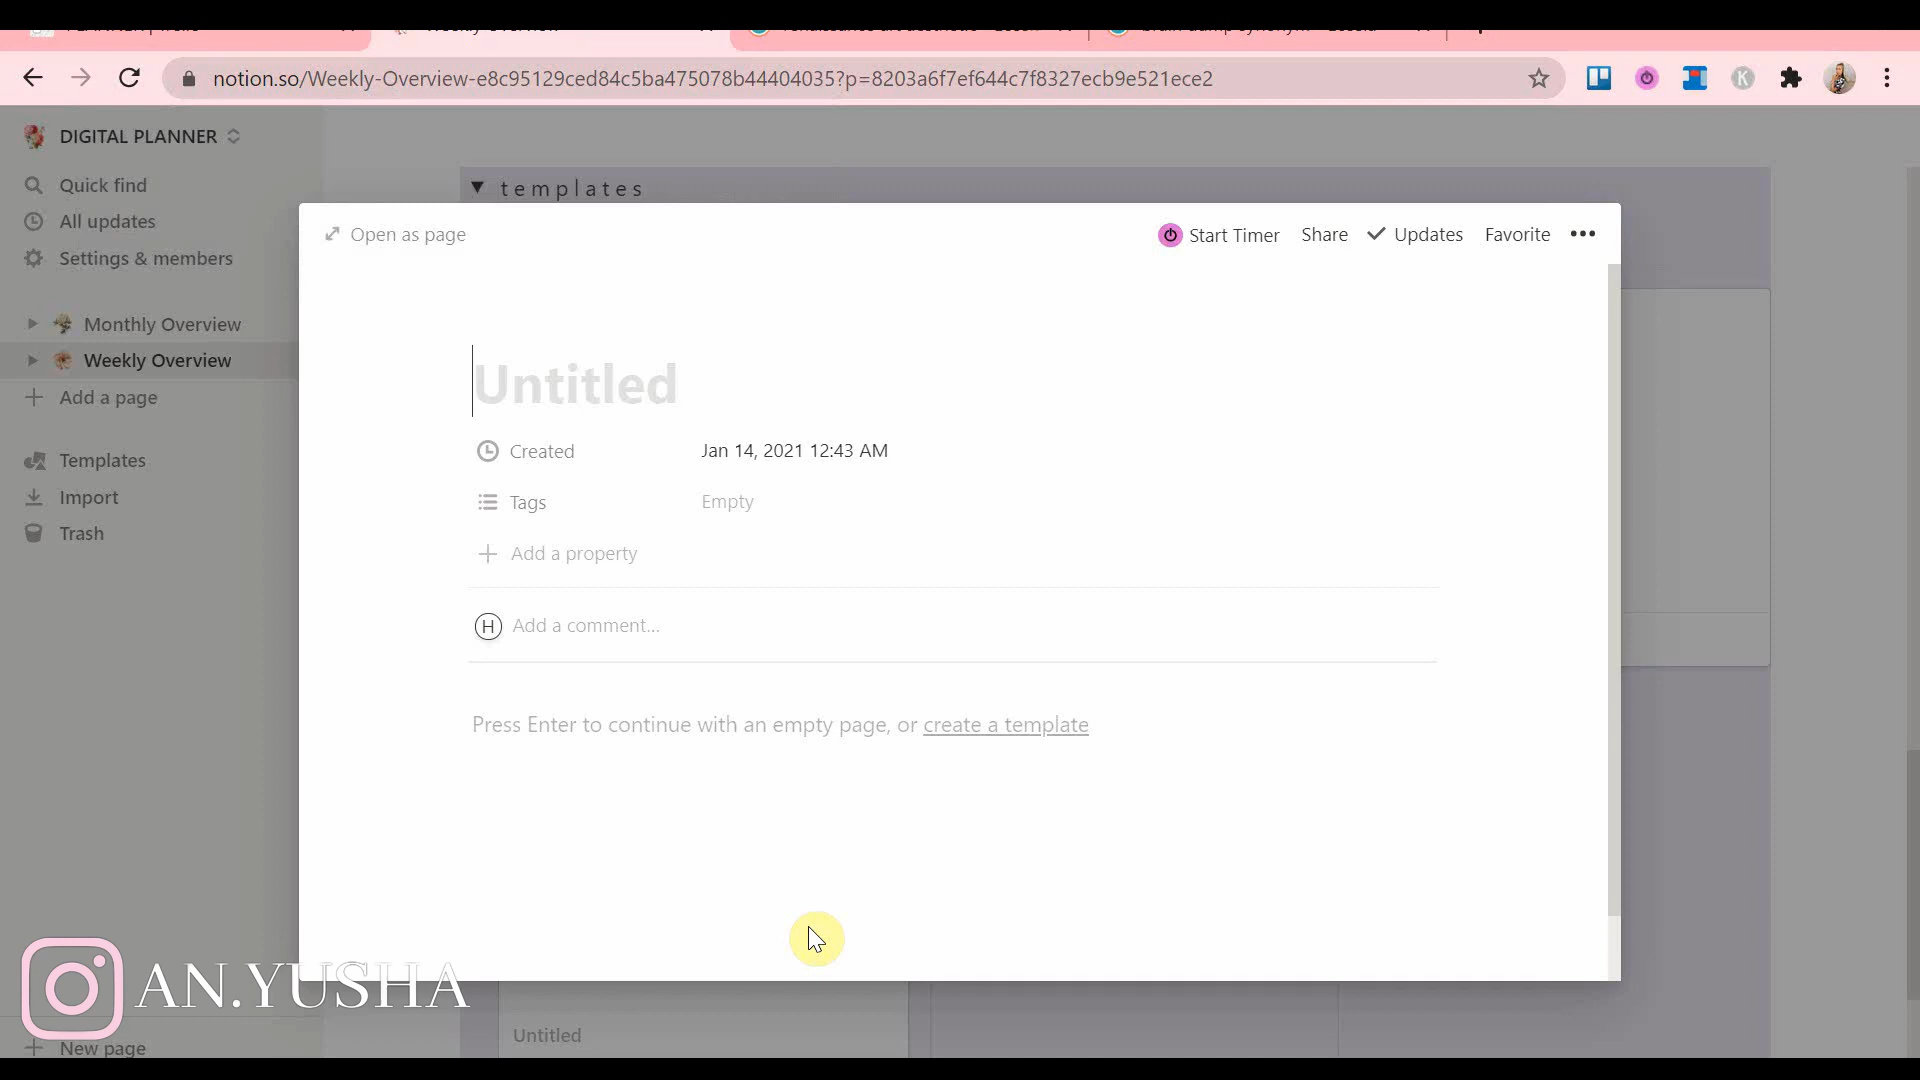 notion.so/Weekly-Overview-e8c95129ced84c5ba475078b44404035?p=8203a6f7ef644c7f8327ecb9e521ece2
K
DIGITAL PLANNER
Quick find
All updates
Settings & members
Monthly Overview
Weekly Overview
Add a page
Templates
Import
Trash
New page
templates
Open as page
Start Timer
Share
Updates
Favorite
Untitled
Created
Jan 14, 2021 12:43 AM
Tags
Empty
Add a property
H
Add a comment...
Press Enter to continue with an empty page, or create a template
AN.YUSHA
Untitled